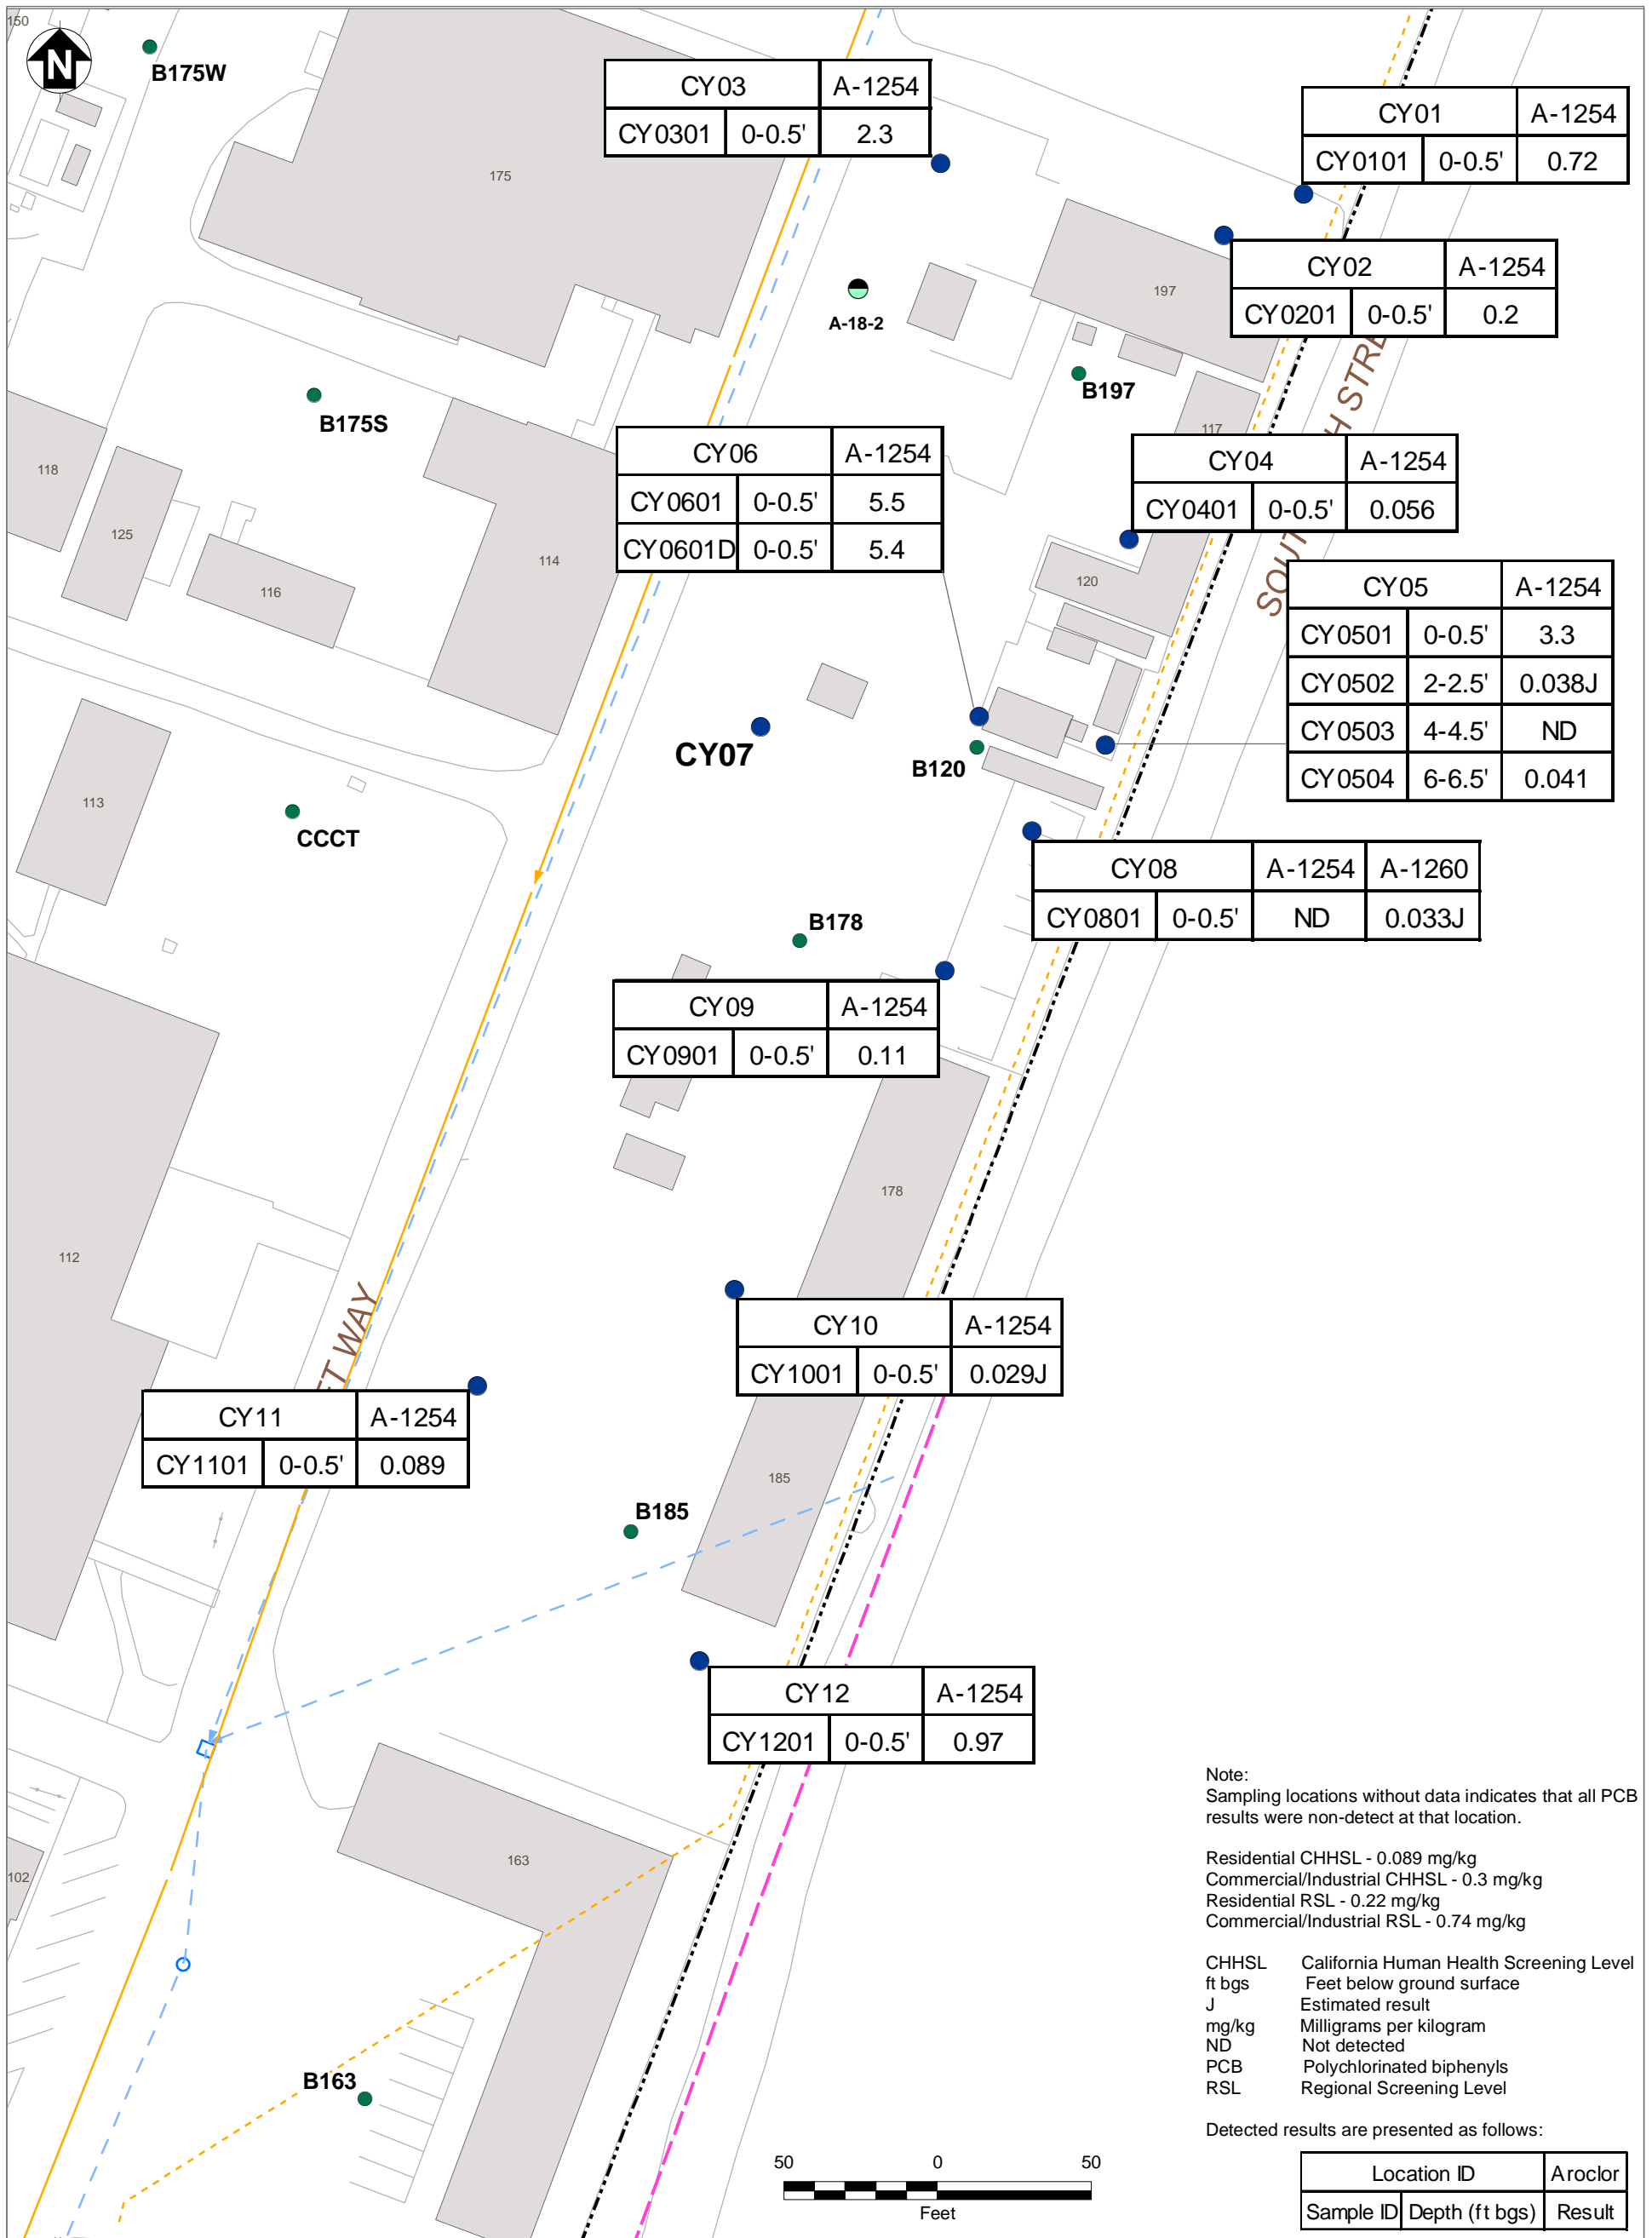 150
N
B175W
CY03 A-1254
CY0301 0-0.5' 2.3
CY01 A-1254
CY0101 0-0.5' 0.72
175
CY02 A-1254
CY0201 0-0.5' 0.2
197
A-18-2
B197
B175S
117
118
CY06 A-1254
CY0601 0-0.5' 5.5
CY0601D 0-0.5' 5.4
CY04 A-1254
CY0401 0-0.5' 0.056
125
114
116
120
SOUT H STRE
CY05 A-1254
CY0501 0-0.5' 3.3
CY0502 2-2.5' 0.038J
CY0503 4-4.5' ND
CY0504 6-6.5' 0.041
CY07
B120
113
CCCT
CY08 A-1254 A-1260
CY0801 0-0.5' ND 0.033J
B178
CY09 A-1254
CY0901 0-0.5' 0.11
178
112
CY10 A-1254
CY1001 0-0.5' 0.029J
ET WAY
CY11 A-1254
CY1101 0-0.5' 0.089
185
B185
CY12 A-1254
CY1201 0-0.5' 0.97
163
102
B163
Note:
Sampling locations without data indicates that all PCB
results were non-detect at that location.
Residential CHHSL - 0.089 mg/kg
Commercial/Industrial CHHSL - 0.3 mg/kg
Residential RSL - 0.22 mg/kg
Commercial/Industrial RSL - 0.74 mg/kg
CHHSL California Human Health Screening Level
ft bgs Feet below ground surface
J Estimated result
mg/kg Milligrams per kilogram
ND Not detected
PCB Polychlorinated biphenyls
RSL Regional Screening Level
Detected results are presented as follows:
Location ID Aroclor
Sample ID Depth (ft bgs) Result
50 0 50
Feet